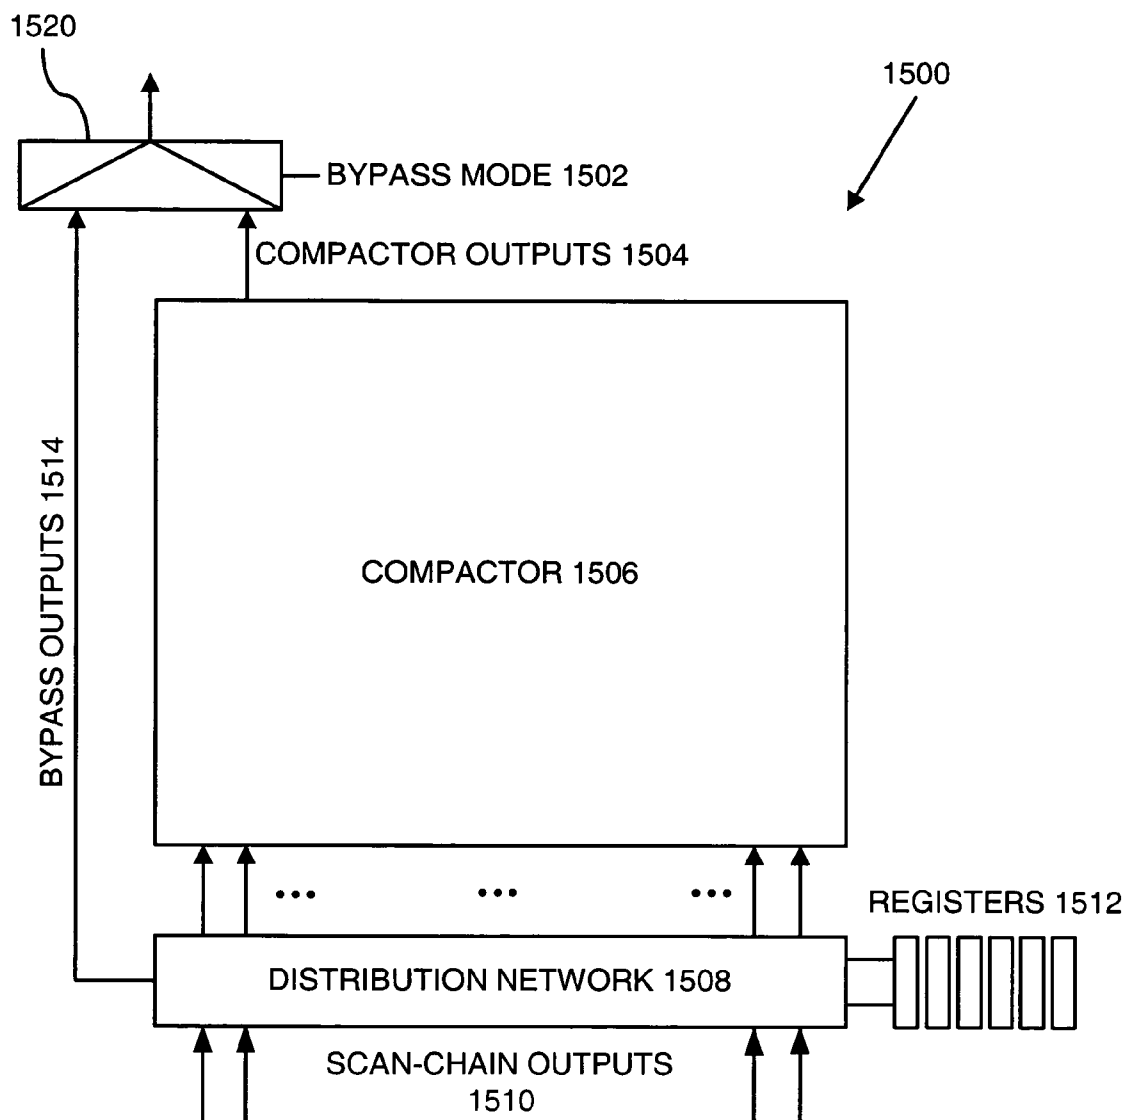 1520
1500
BYPASS MODE 1502
COMPACTOR OUTPUTS 1504
BYPASS OUTPUTS 1514
COMPACTOR 1506
REGISTERS 1512
DISTRIBUTION NETWORK 1508
SCAN-CHAIN OUTPUTS
1510